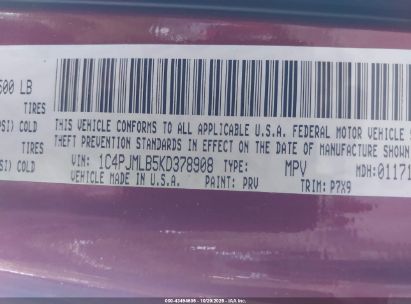 500 LB
TIRES
PSI) COLD
THIS VEHICLE CONFORMS TO ALL APPLICABLE U.S.A. FEDERAL MOTOR VEHICLE
THEFT PREVENTION STANDARDS IN EFFECT ON THE DATE OF MANUFACTURE SHOWN
TIRES
SI) COLD
VIN: 1C4PJMLB5KD378908 TYPE: MPV MDH: 01171
VEHICLE MADE IN U.S.A. PAINT: PRV TRIM: P7X9